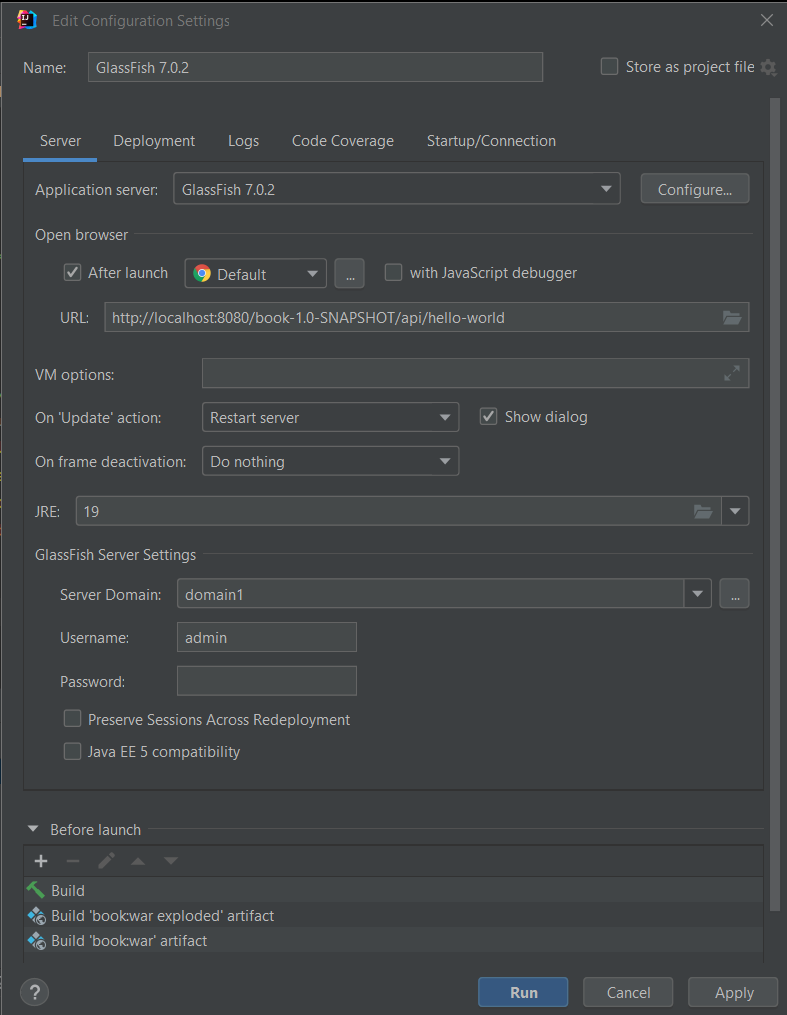 Edit Configuration Settings
Name: GlassFish 7.0.2 Store as project file
Server Deployment Logs Code Coverage Startup/Connection
Application server: GlassFish 7.0.2 Configure...
Open browser
After launch Default ... with JavaScript debugger
URL: http://localhost:8080/book-1.0-SNAPSHOT/api/hello-world
VM options:
On 'Update' action: Restart server Show dialog
On frame deactivation: Do nothing
JRE: 19
GlassFish Server Settings
Server Domain: domain1 ...
Username: admin
Password:
Preserve Sessions Across Redeployment
Java EE 5 compatibility
Before launch
Build
Build 'book:war exploded' artifact
Build 'book:war' artifact
? Run Cancel Apply